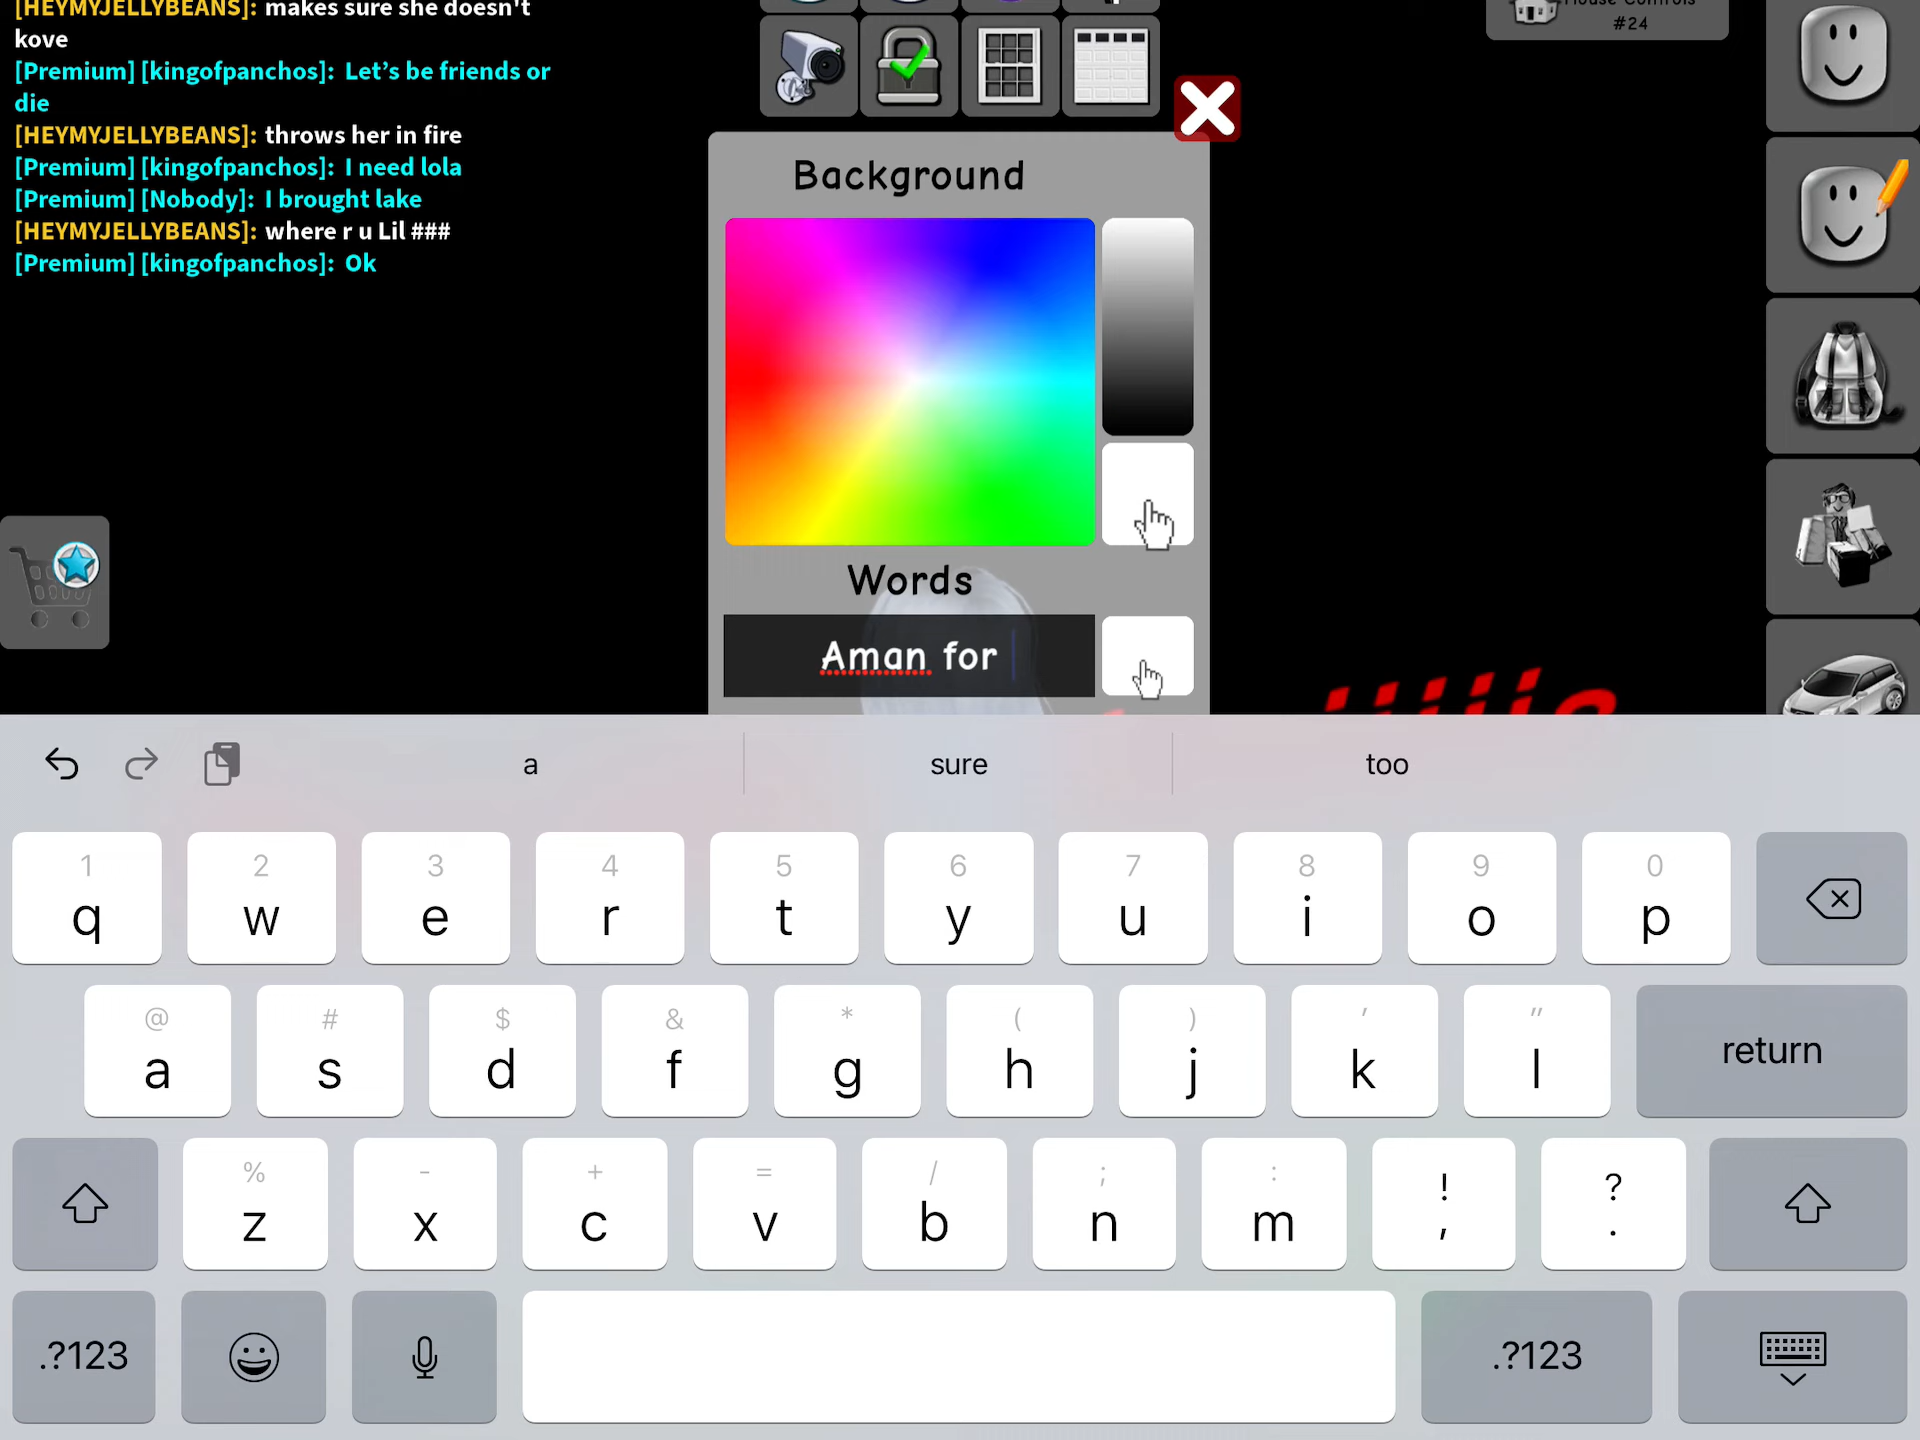 [HEYMYJELLYBEANS]: makes sure she doesn't
kove
[Premium] [kingofpanchos]: Let’s be friends or
die
[HEYMYJELLYBEANS]: throws her in fire
[Premium] [kingofpanchos]: I need lola
[Premium] [Nobody]: I brought lake
[HEYMYJELLYBEANS]: where r u Lil ###
[Premium] [kingofpanchos]: Ok
House Controls
#24
Background
Words
Aman for
a sure too
1 2 3 4 5 6 7 8 9 0
q w e r t y u i o p
@ # $ & * ( ) ' "
a s d f g h j k l return
% - + = / ; : ! ?
z x c v b n m , .
.?123 .?123